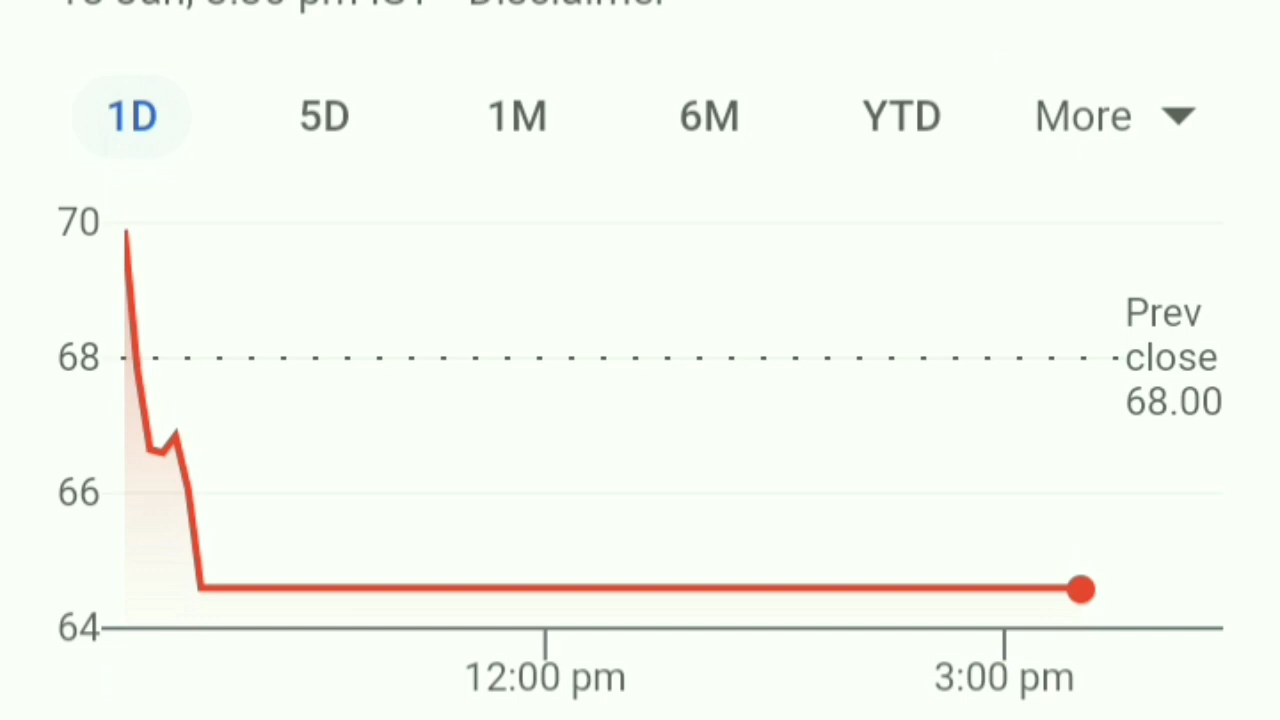 1D 5D 1M 6M YTD More
70
Prev
68 close
68.00
66
64
12:00 pm 3:00 pm